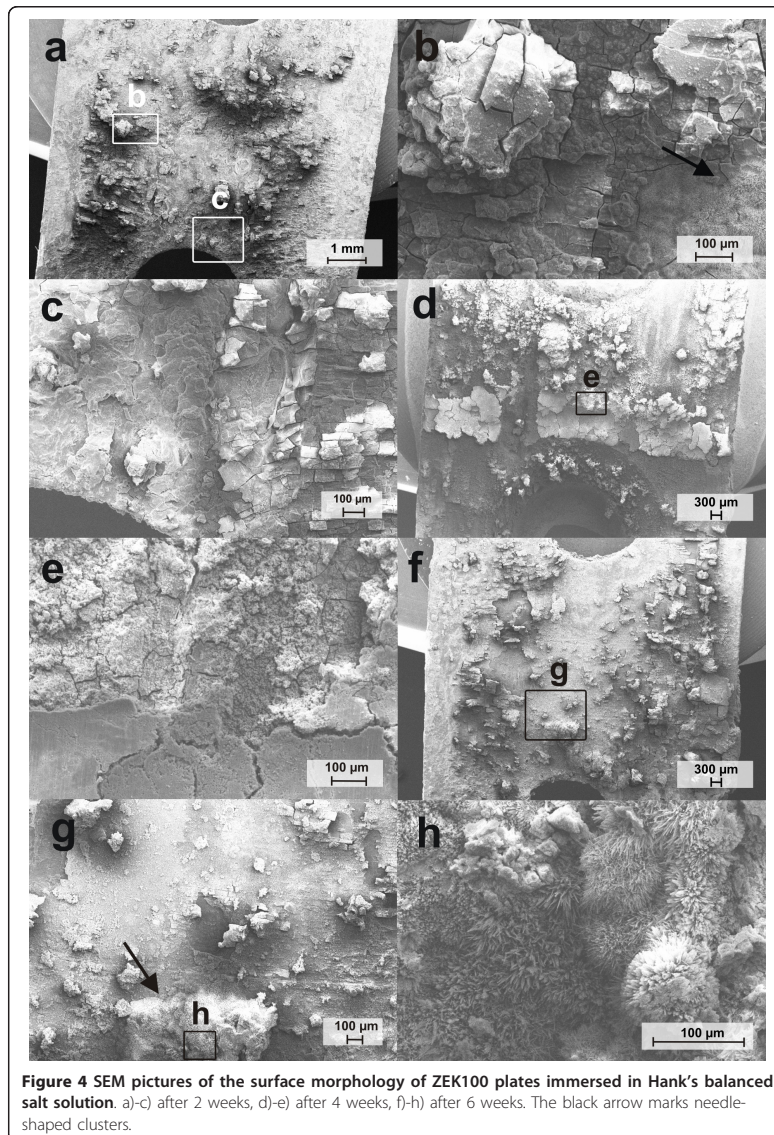 a
b
c
1 mm
b
100 µm
c
100 µm
d
e
300 µm
e
100 µm
f
g
300 µm
g
h
100 µm
h
100 µm
Figure 4 SEM pictures of the surface morphology of ZEK100 plates immersed in Hank's balanced
salt solution. a)-c) after 2 weeks, d)-e) after 4 weeks, f)-h) after 6 weeks. The black arrow marks needle-
shaped clusters.